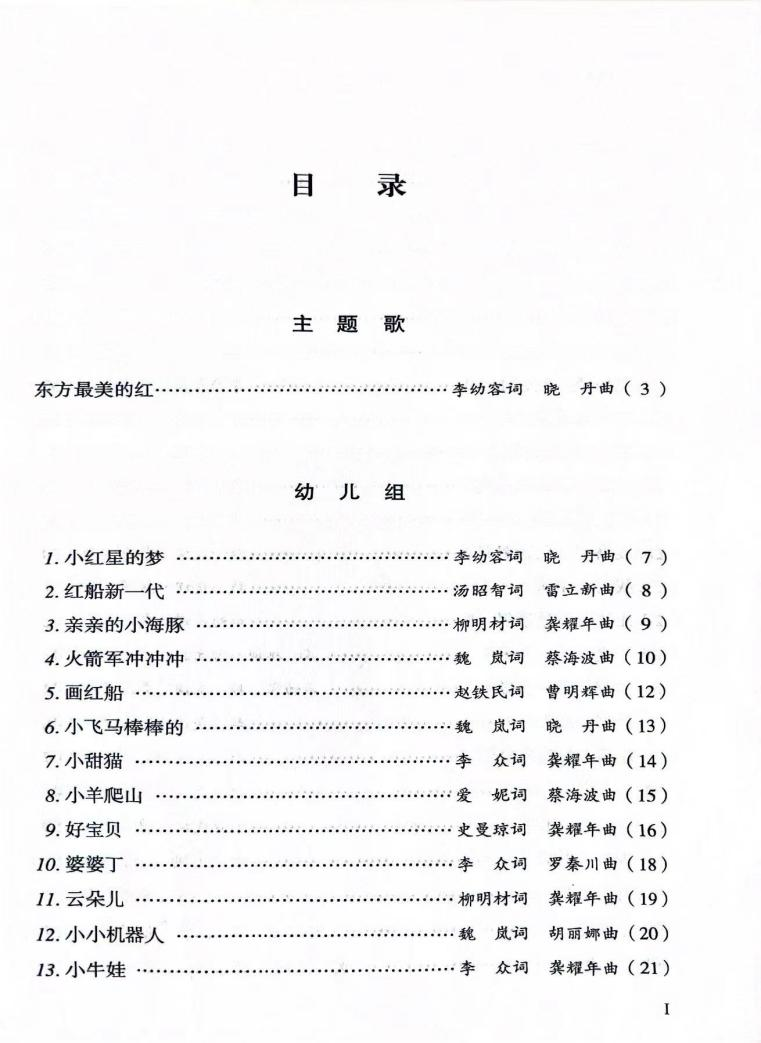 目 录
主 题 歌
东方最美的红……………………………………李幼容词 晓 丹曲（ 3 ）
幼 儿 组
1. 小红星的梦 …………………………………李幼容词 晓 丹曲（ 7 ）
2. 红船新一代 …………………………………汤昭智词 雷立新曲（ 8 ）
3. 亲亲的小海豚 ………………………………柳明材词 龚耀年曲（ 9 ）
4. 火箭军冲冲冲 ………………………………魏 岚词 蔡海波曲（10）
5. 画红船 ………………………………………赵铁民词 曹明辉曲（12）
6. 小飞马棒棒的 ………………………………魏 岚词 晓 丹曲（13）
7. 小甜猫 ………………………………………李 众词 龚耀年曲（14）
8. 小羊爬山 ……………………………………爱 妮词 蔡海波曲（15）
9. 好宝贝 ………………………………………史曼琼词 龚耀年曲（16）
10. 婆婆丁 ………………………………………李 众词 罗秦川曲（18）
11. 云朵儿 ………………………………………柳明材词 龚耀年曲（19）
12. 小小机器人 …………………………………魏 岚词 胡丽娜曲（20）
13. 小牛娃 ………………………………………李 众词 龚耀年曲（21）
I